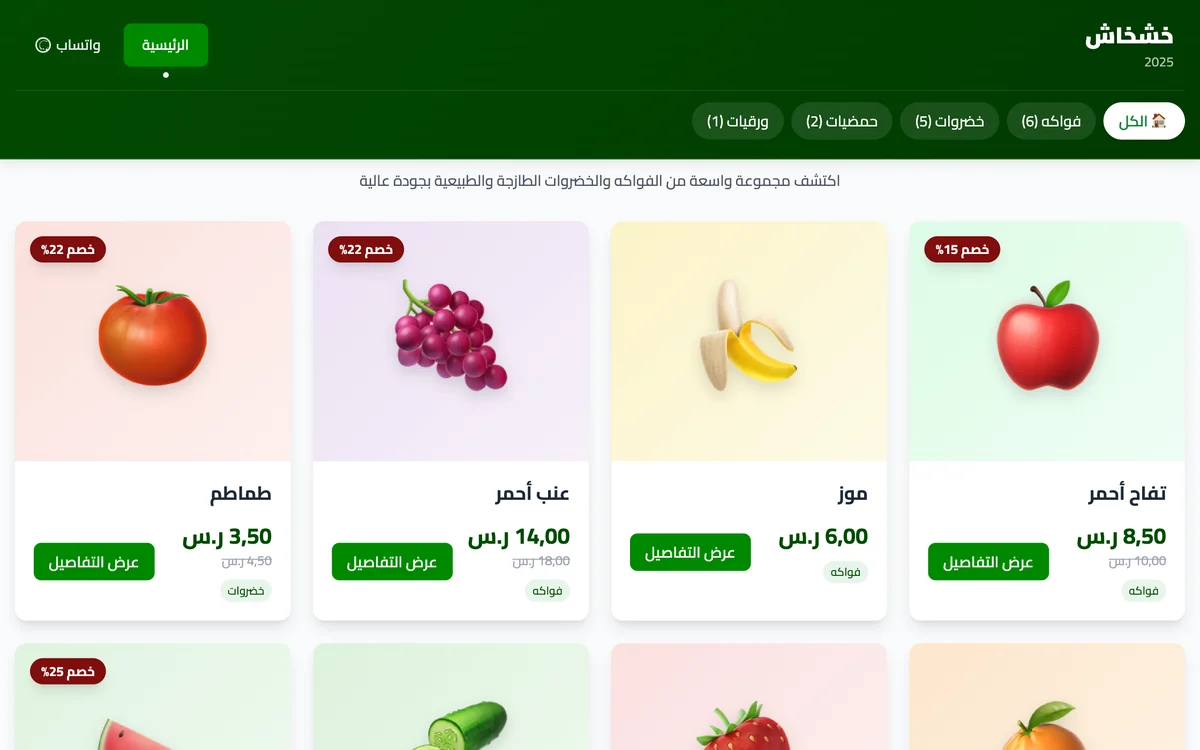 خشخاش
2025
الرئيسية
واتساب
الكل
فواكه (6)
خضروات (5)
حمضيات (2)
ورقيات (1)
اكتشف مجموعة واسعة من الفواكه والخضروات الطازجة والطبيعية بجودة عالية
خصم 15%
تفاح أحمر
8,50 ر.س
10,00 ر.س
فواكه
عرض التفاصيل
موز
6,00 ر.س
فواكه
عرض التفاصيل
خصم 22%
عنب أحمر
14,00 ر.س
18,00 ر.س
فواكه
عرض التفاصيل
خصم 22%
طماطم
3,50 ر.س
4,50 ر.س
خضروات
عرض التفاصيل
خصم 25%